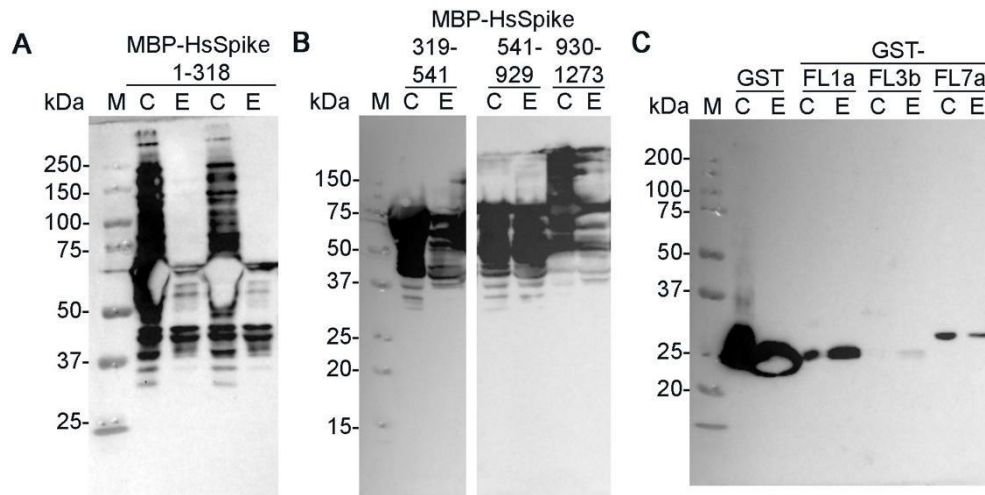 A
MBP-HsSpike
1-318
kDa M C E C E
250-
150-
100-
75-
50-
37-
25-
B
MBP-HsSpike
319- 541- 930-
541 929 1273
kDa M C E C E C E
150-
75-
50-
37-
25-
20-
15-
C
GST-
GST FL1a FL3b FL7a
kDa M C E C E C E C E
200-
100-
75-
50-
37-
25-
20-